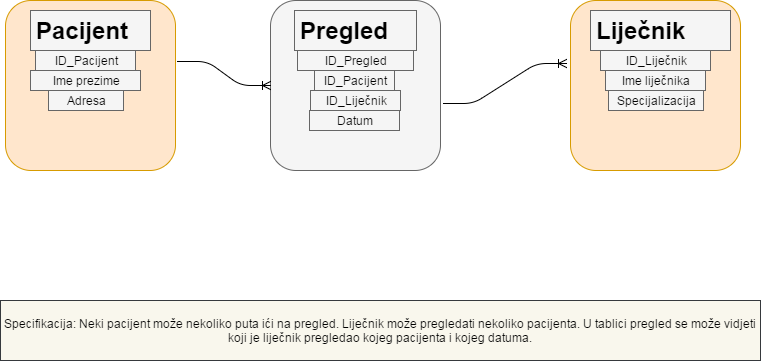 Pacijent
ID_Pacijent
Ime prezime
Adresa
Pregled
ID_Pregled
ID_Pacijent
ID_Liječnik
Datum
Liječnik
ID_Liječnik
Ime liječnika
Specijalizacija
Specifikacija: Neki pacijent može nekoliko puta ići na pregled. Liječnik može pregledati nekoliko pacijenta. U tablici pregled se može vidjeti
koji je liječnik pregledao kojeg pacijenta i kojeg datuma.